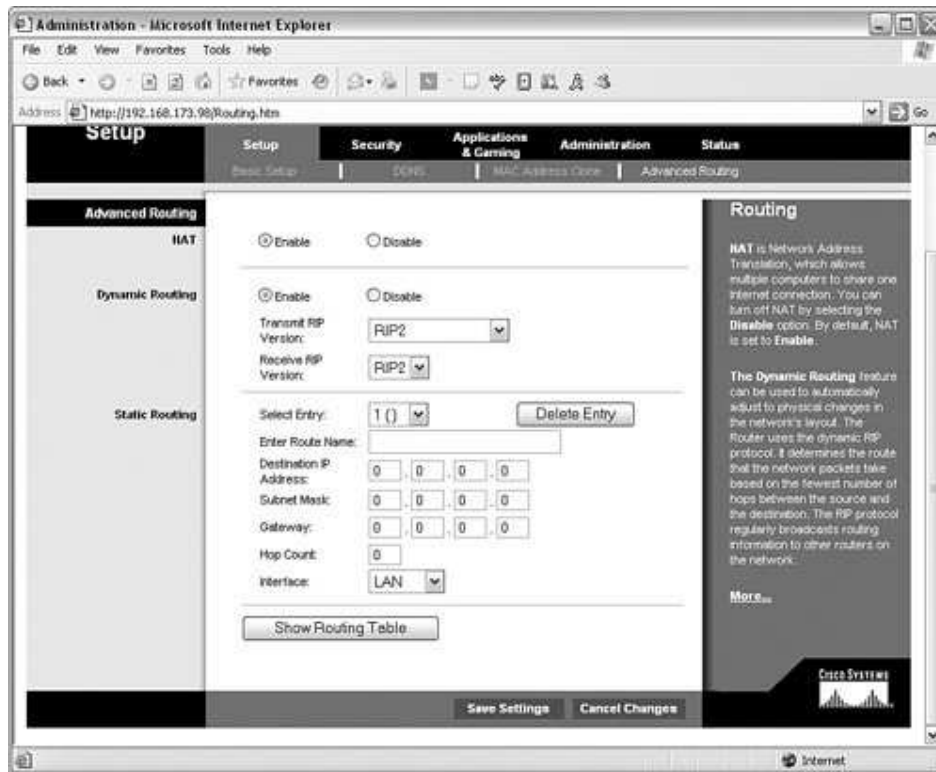 Administration - Microsoft Internet Explorer
File Edit View Favorites Tools Help
Back Favorites
Address http://192.168.173.98/Routing.htm Go
Setup
Setup Security Applications & Gaming Administration Status
Basic Setup DDNS MAC Address Clone Advanced Routing
Advanced Routing
NAT
Enable Disable
Dynamic Routing
Enable Disable
Transmit RIP Version: RIP2
Receive RIP Version: RIP2
Static Routing
Select Entry: 1 () Delete Entry
Enter Route Name:
Destination IP Address: 0 . 0 . 0 . 0
Subnet Mask: 0 . 0 . 0 . 0
Gateway: 0 . 0 . 0 . 0
Hop Count: 0
Interface: LAN
Show Routing Table
Save Settings Cancel Changes
Routing
NAT is Network Address
Translation, which allows
multiple computers to share one
internet connection. You can
turn off NAT by selecting the
Disable option. By default, NAT
is set to Enable.
The Dynamic Routing feature
can be used to automatically
adjust to physical changes in
the network's layout. The
Router uses the dynamic RIP
protocol. It determines the route
that the network packets take
based on the fewest number of
hops between the source and
the destination. The RIP protocol
regularly broadcasts routing
information to other routers on
the network.
More...
CISCO SYSTEMS
Internet